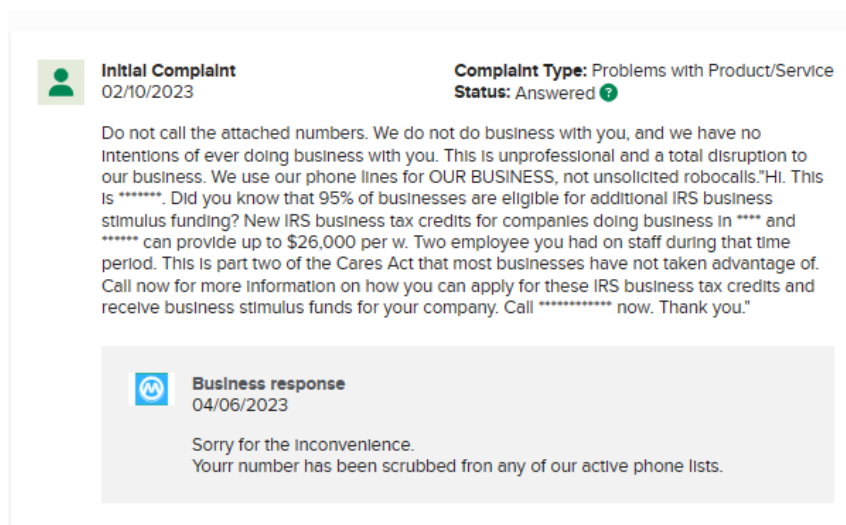 Initial Complaint
02/10/2023
Complaint Type: Problems with Product/Service
Status: Answered ?
Do not call the attached numbers. We do not do business with you, and we have no
intentions of ever doing business with you. This is unprofessional and a total disruption to
our business. We use our phone lines for OUR BUSINESS, not unsolicited robocalls."Hi. This
is *******. Did you know that 95% of businesses are eligible for additional IRS business
stimulus funding? New IRS business tax credits for companies doing business in **** and
****** can provide up to $26,000 per w. Two employee you had on staff during that time
period. This is part two of the Cares Act that most businesses have not taken advantage of.
Call now for more information on how you can apply for these IRS business tax credits and
receive business stimulus funds for your company. Call ************ now. Thank you."
Business response
04/06/2023
Sorry for the inconvenience.
Yourr number has been scrubbed fron any of our active phone lists.